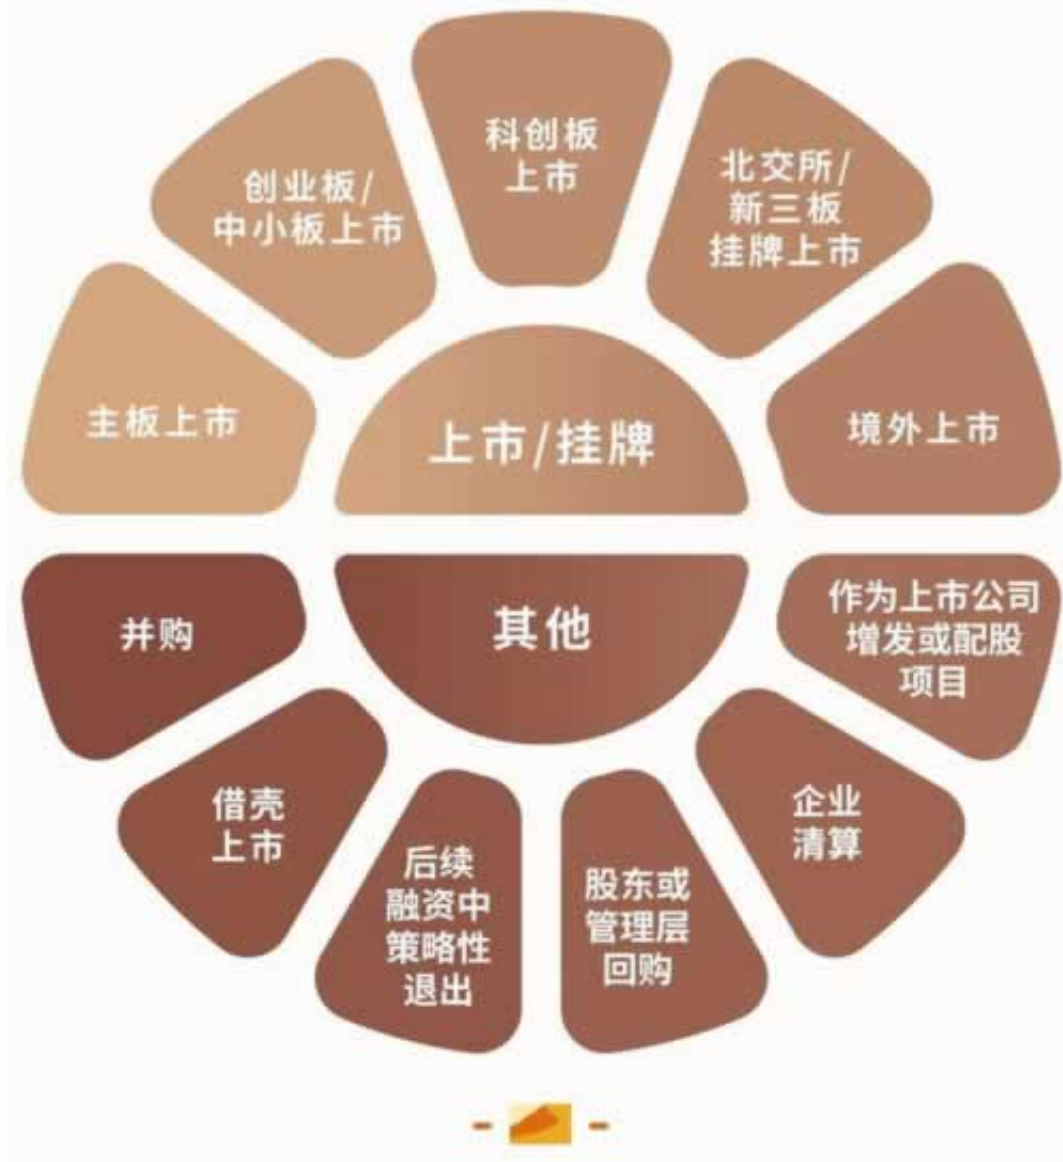 科创板
上市
创业板/
中小板上市
北交所/
新三板
挂牌上市
主板上市
上市/挂牌
境外上市
并购
其他
作为上市公司
增发或配股
项目
借壳
上市
企业
清算
后续
融资中
策略性
退出
股东或
管理层
回购